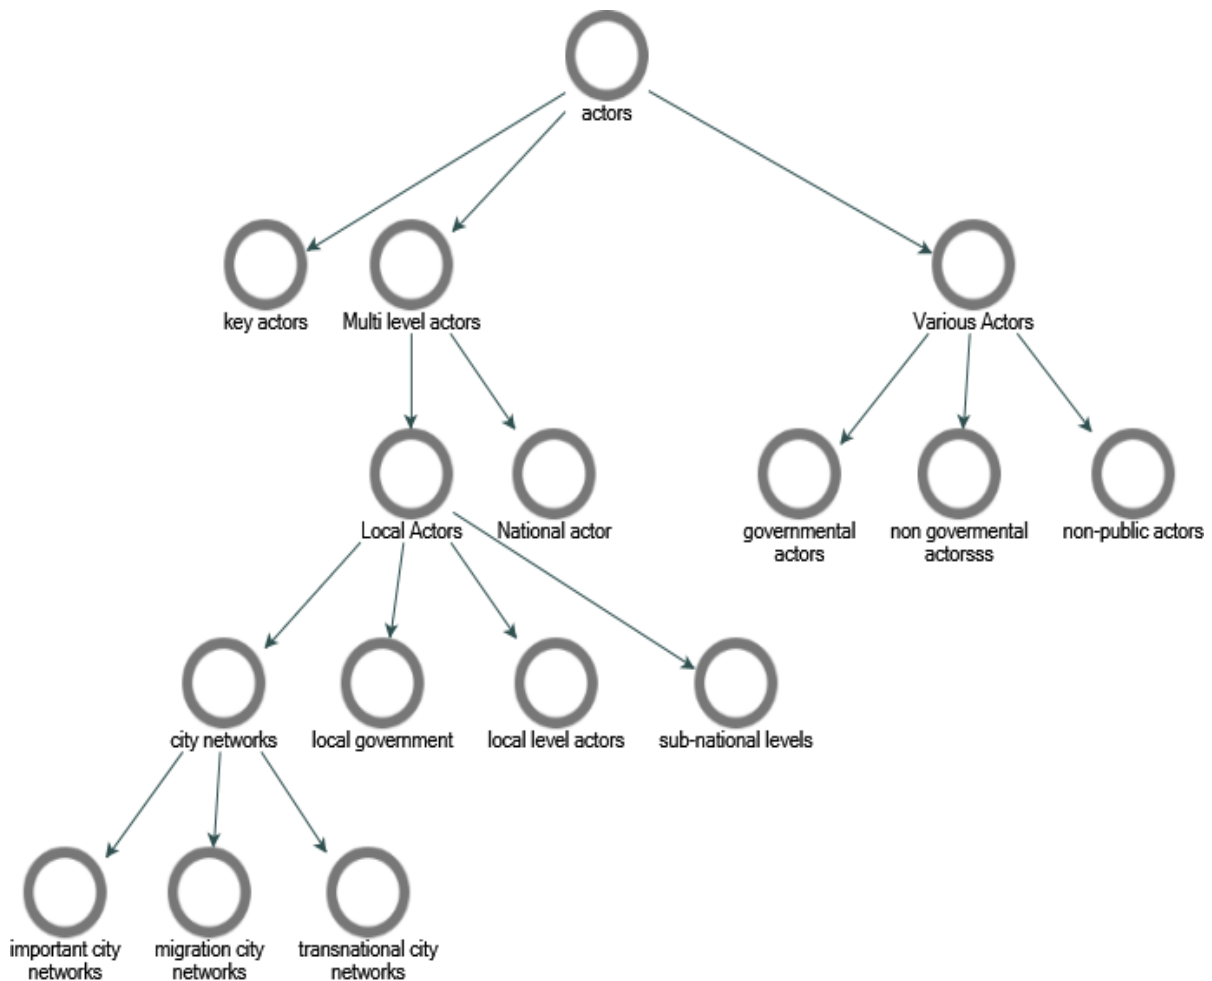 actors
key actors
Multi level actors
Various Actors
Local Actors
National actor
governmental
actors
non govermental
actorsss
non-public actors
city networks
local government
local level actors
sub-national levels
important city
networks
migration city
networks
transnational city
networks